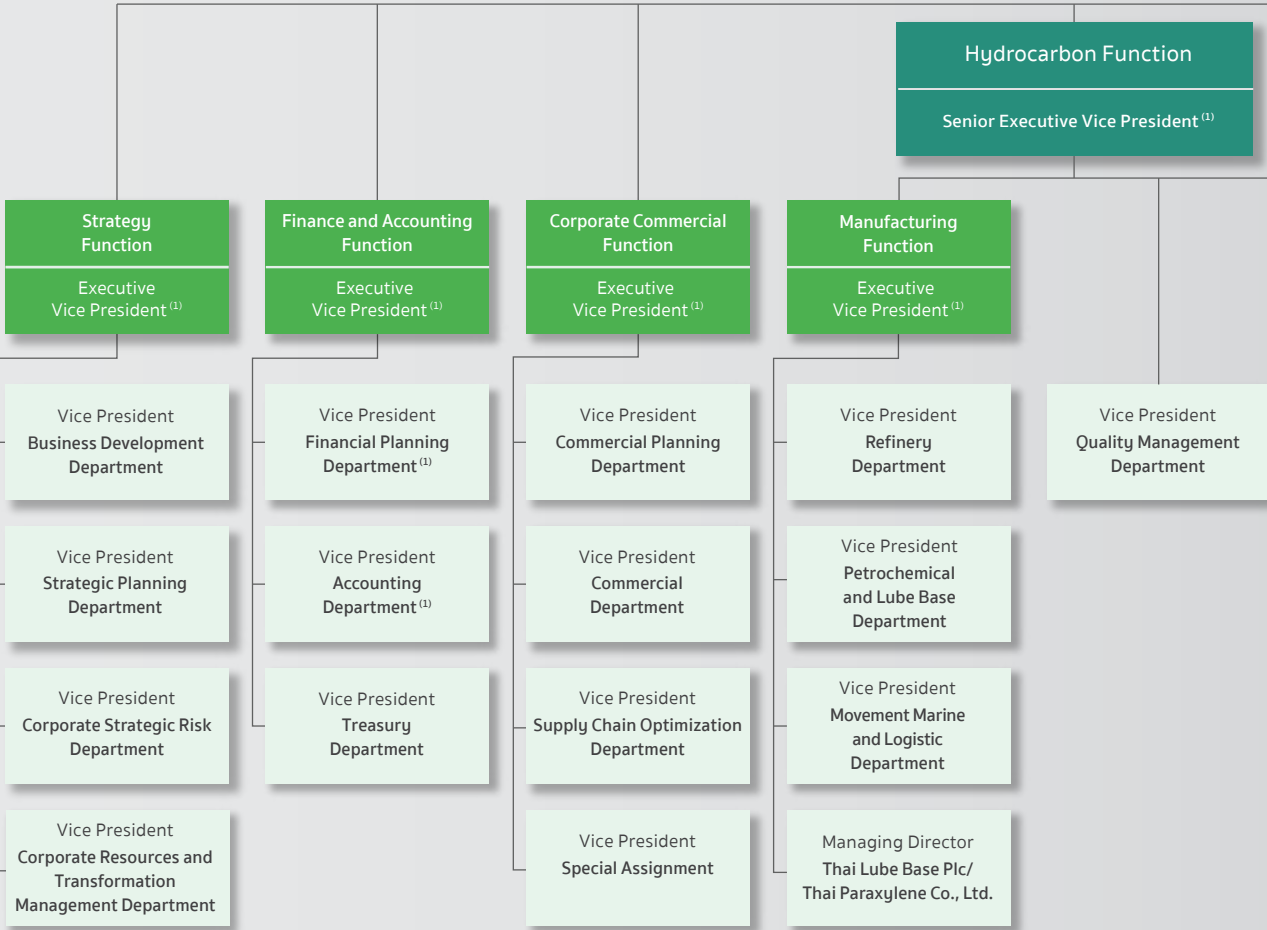 Hydrocarbon Function
Senior Executive Vice President (1)
Strategy
Function
Executive
Vice President (1)
Finance and Accounting
Function
Executive
Vice President (1)
Corporate Commercial
Function
Executive
Vice President (1)
Manufacturing
Function
Executive
Vice President (1)
Vice President
Business Development
Department
Vice President
Strategic Planning
Department
Vice President
Corporate Strategic Risk
Department
Vice President
Corporate Resources and
Transformation
Management Department
Vice President
Financial Planning
Department (1)
Vice President
Accounting
Department (1)
Vice President
Treasury
Department
Vice President
Commercial Planning
Department
Vice President
Commercial
Department
Vice President
Supply Chain Optimization
Department
Vice President
Special Assignment
Vice President
Refinery
Department
Vice President
Petrochemical
and Lube Base
Department
Vice President
Movement Marine
and Logistic
Department
Managing Director
Thai Lube Base Plc/
Thai Paraxylene Co., Ltd.
Vice President
Quality Management
Department